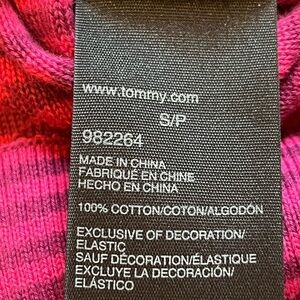 www.tommy.com
S/P
982264
MADE IN CHINA
FABRIQUÉ EN CHINE
HECHO EN CHINA
100% COTTON/COTON/ALGODÓN
EXCLUSIVE OF DECORATION/
ELASTIC
SAUF DÉCORATION/ÉLASTIQUE
EXCLUYE LA DECORACIÓN/
ELÁSTICO